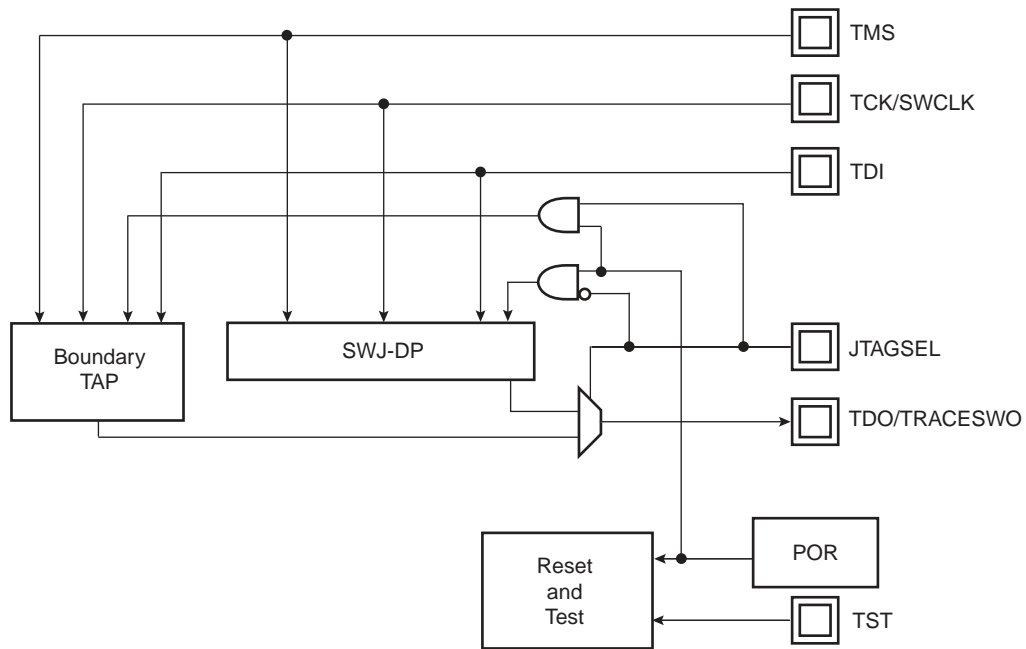 TMS
TCK/SWCLK
TDI
Boundary
TAP
SWJ-DP
JTAGSEL
TDO/TRACESWO
Reset
and
Test
POR
TST